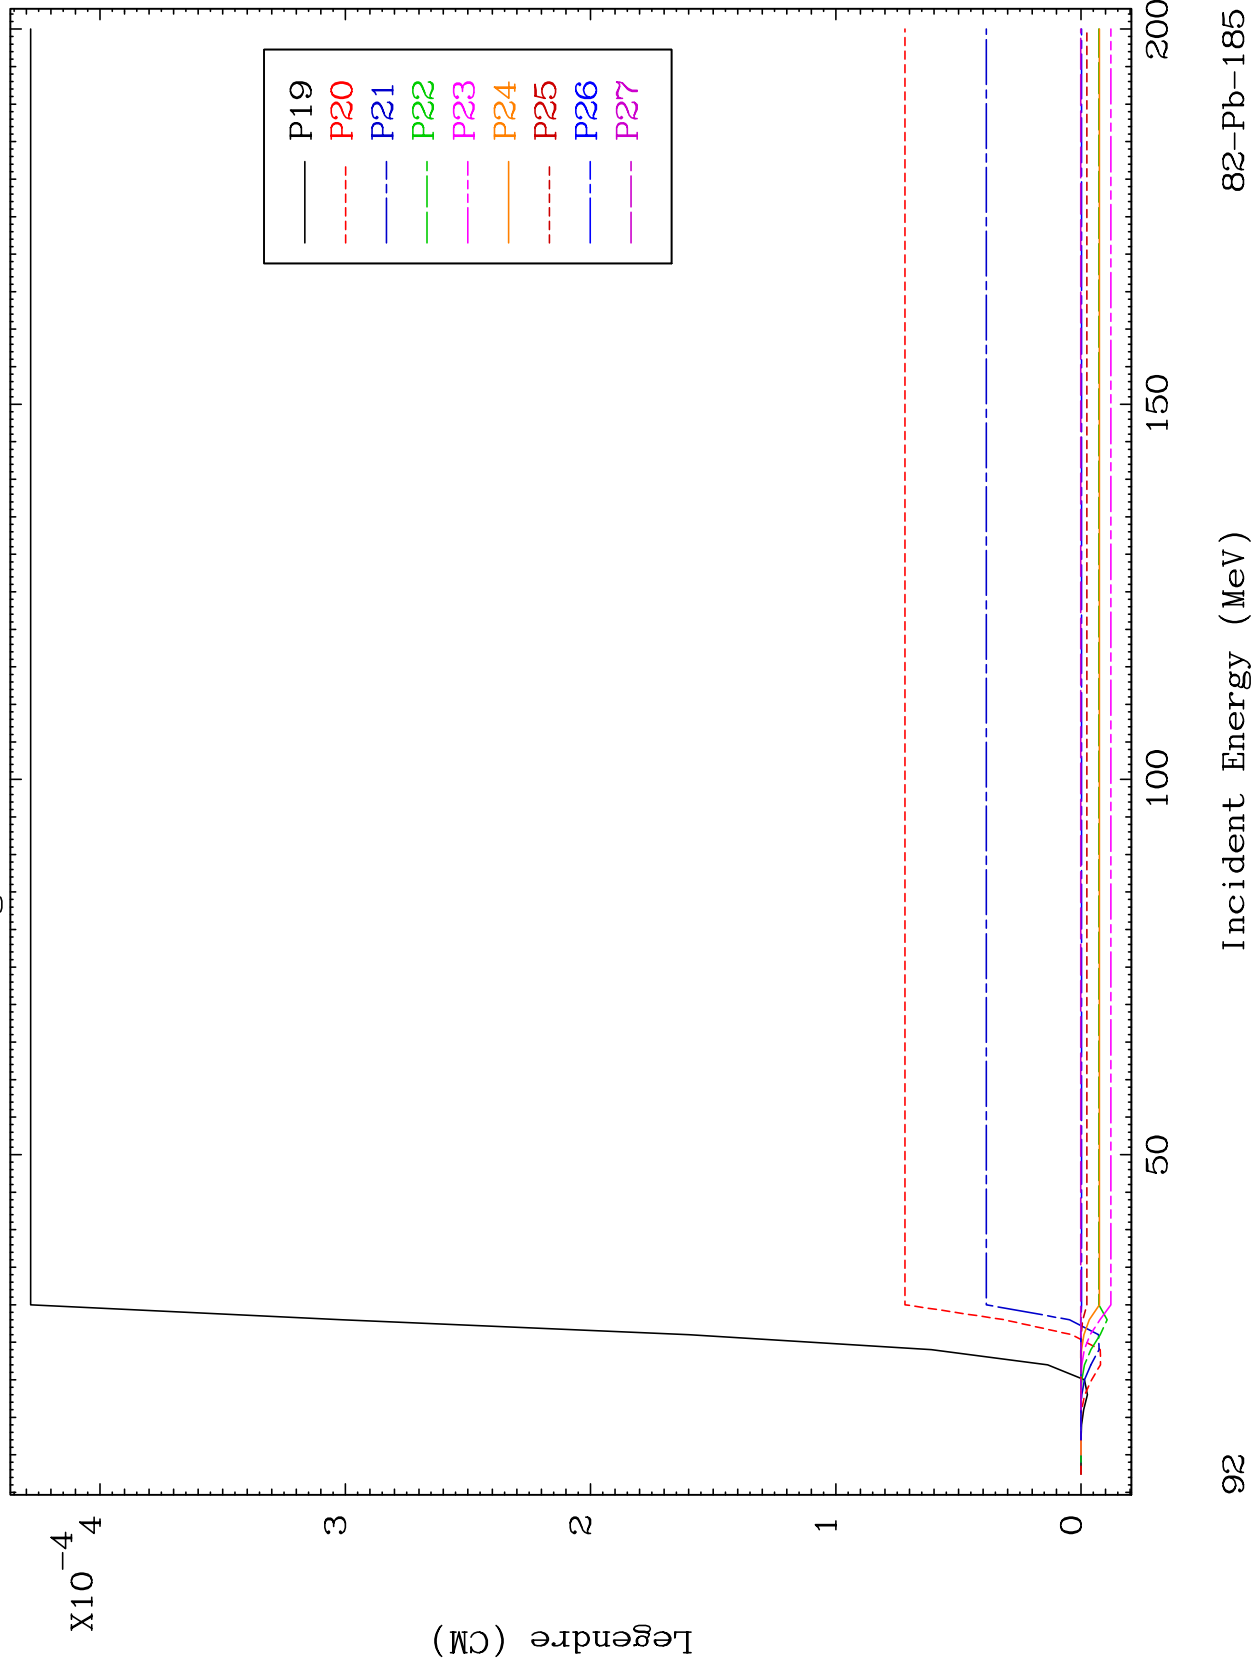 X10-4
4
3
2
1
0
Legendre (CM)
P19
P20
P21
P22
P23
P24
P25
P26
P27
50
100
150
200
Incident Energy (MeV)
92
82-Pb-185